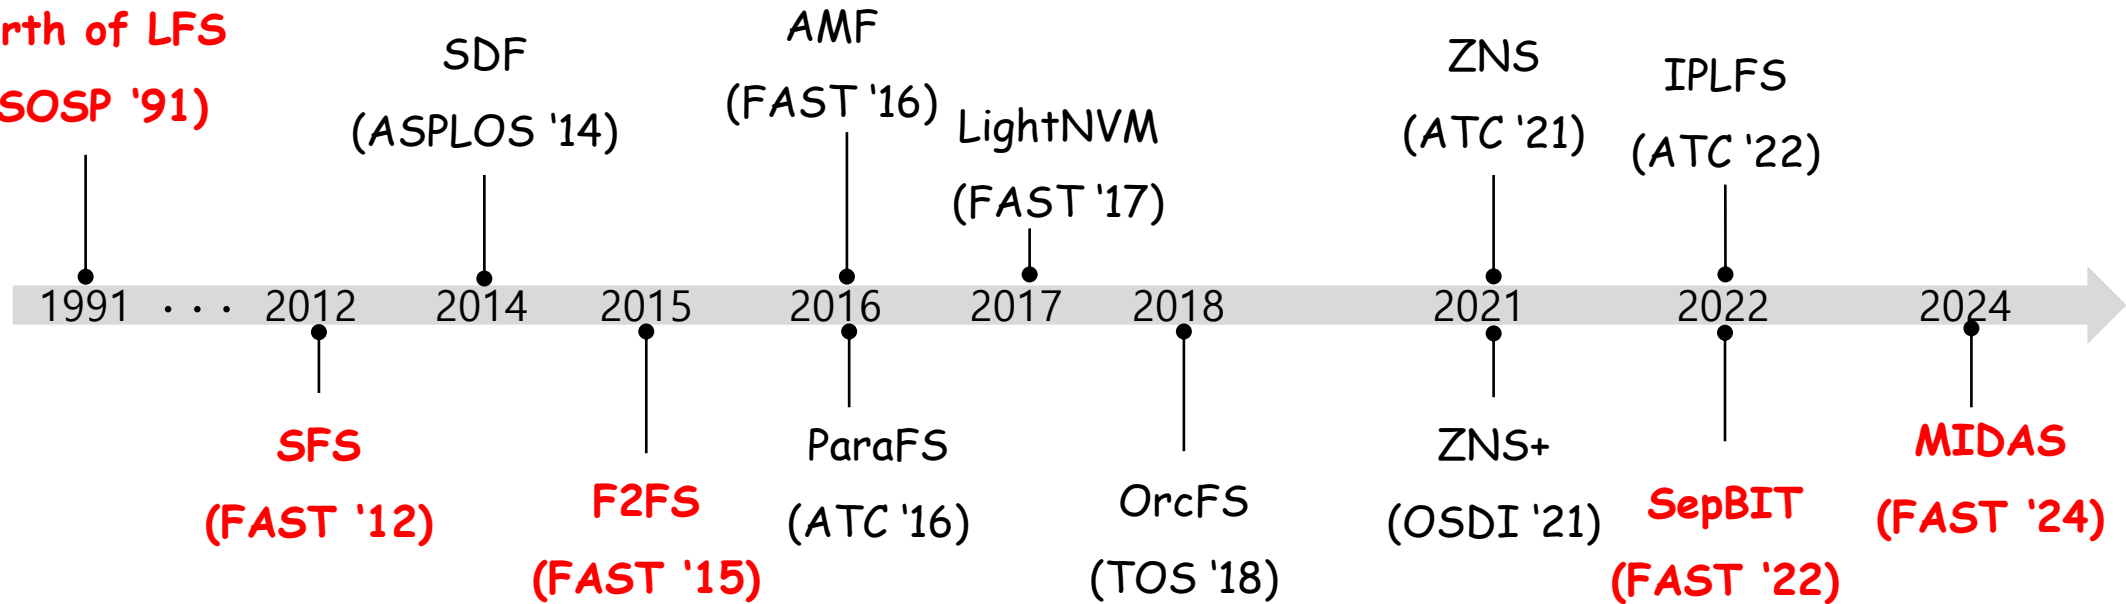 rth of LFS
SOSP '91)
SDF
(ASPLOS '14)
AMF
(FAST '16)
LightNVM
(FAST '17)
ZNS
(ATC '21)
IPLFS
(ATC '22)
1991 . . . 2012 2014 2015 2016 2017 2018 2021 2022 2024
SFS
(FAST '12)
F2FS
(FAST '15)
ParaFS
(ATC '16)
OrcFS
(TOS '18)
ZNS+
(OSDI '21)
SepBIT
(FAST '22)
MIDAS
(FAST '24)